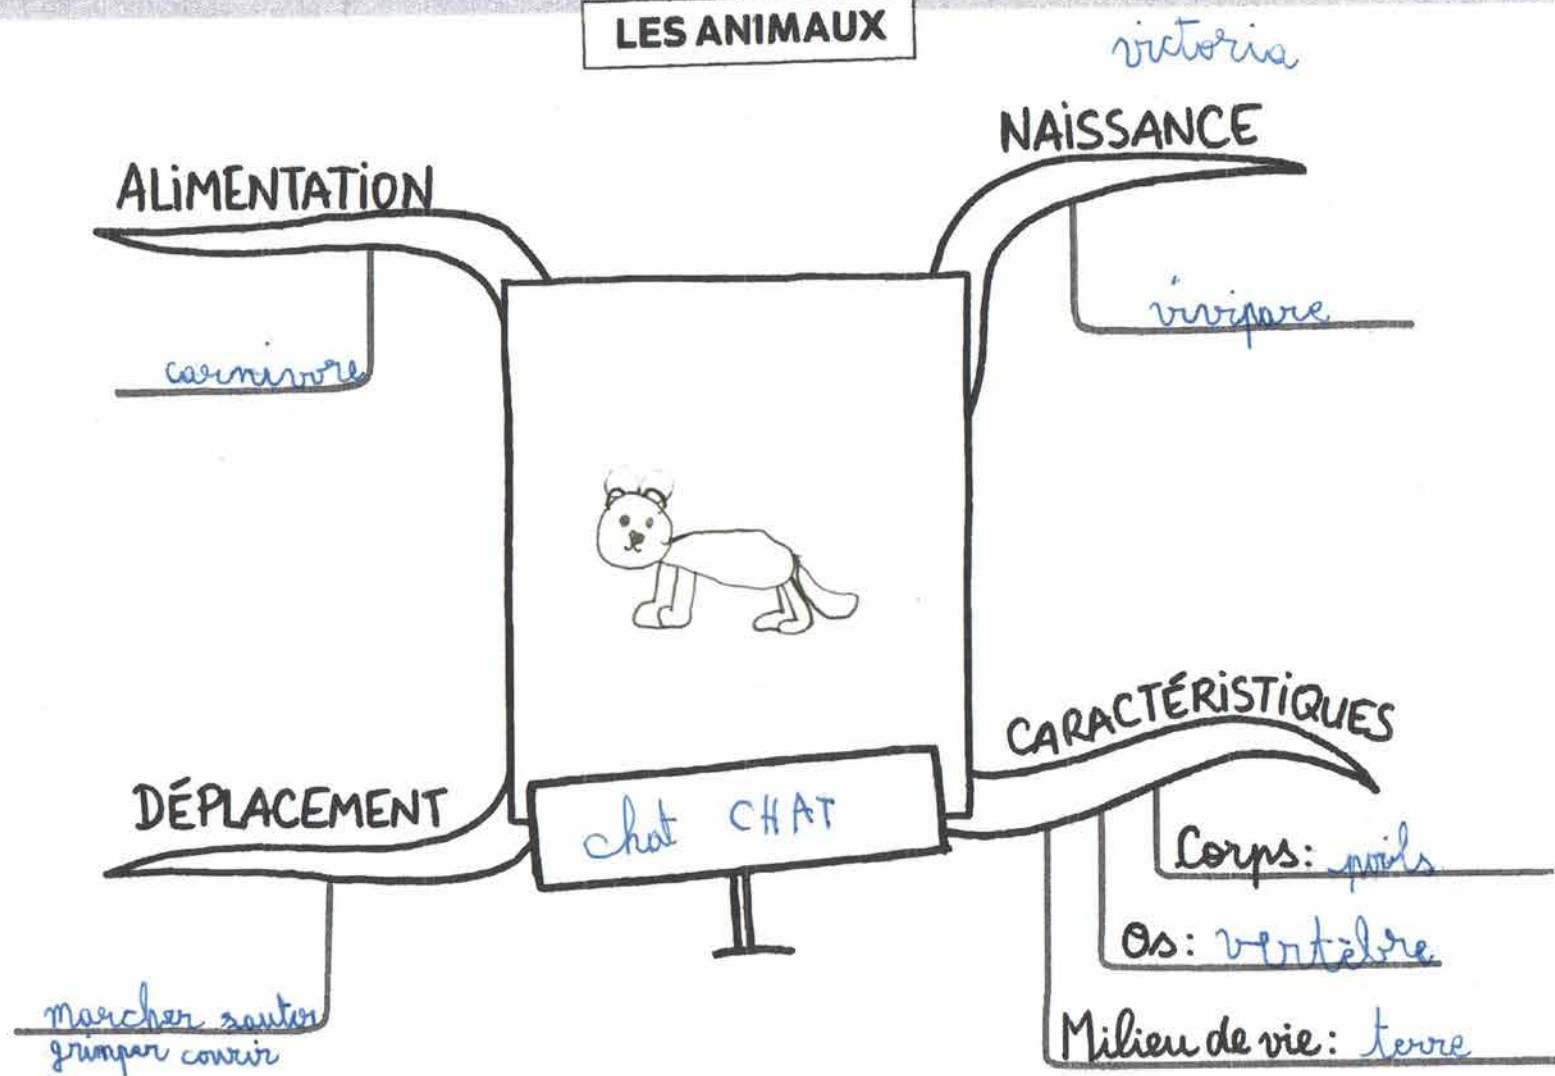 LES ANIMAUX
victoria
ALiMENTATiON
carnivore
NAiSSANCE
vivipare
DÉPLACEMENT
marcher sauter
grimper courir
chat CHAT
CARACTÉRiSTiQUES
Corps: poils
Os: vertèbre
Milieu de vie: terre